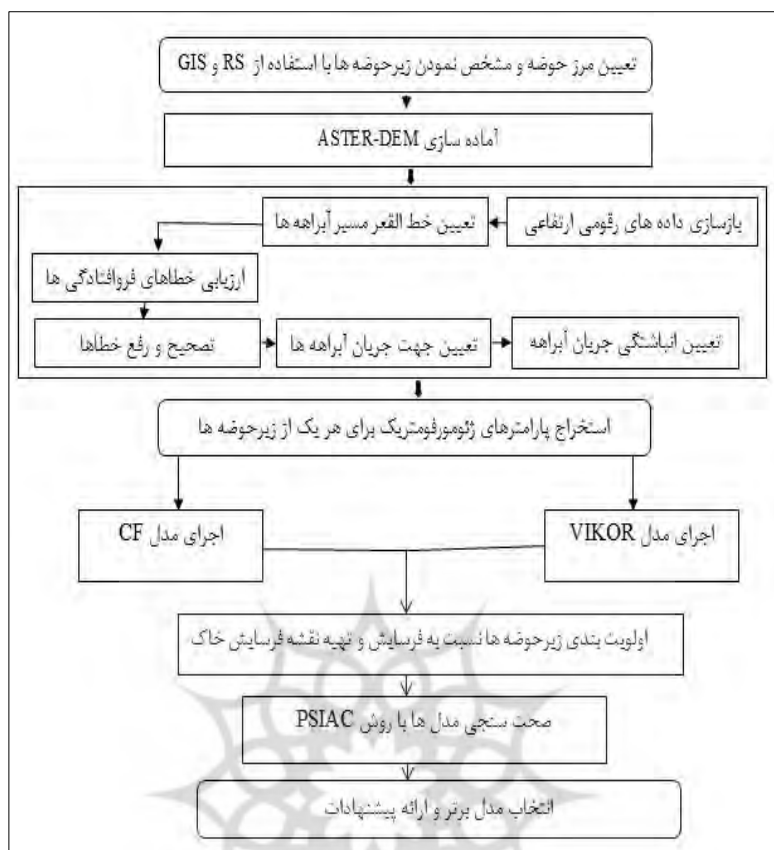 تعیین مرز حوضه و مشخص نمودن زیرحوضه ها با استفاده از RS و GIS
آماده سازی ASTER-DEM
بازسازی داده های رقومی ارتفاعی
تعیین خط القعر مسیر آبراهه ها
ارزیابی خطاهای فروافتادگی ها
تصحیح و رفع خطاها
تعیین جهت جریان آبراهه ها
تعیین انباشتگی جریان آبراهه
استخراج پارامترهای ژئومورفومتریک برای هر یک از زیرحوضه ها
اجرای مدل VIKOR
اجرای مدل CF
اولویت بندی زیرحوضه ها نسبت به فرسایش و تهیه نقشه فرسایش خاک
صحت سنجی مدل ها با روش PSIAC
انتخاب مدل برتر و ارائه پیشنهادات